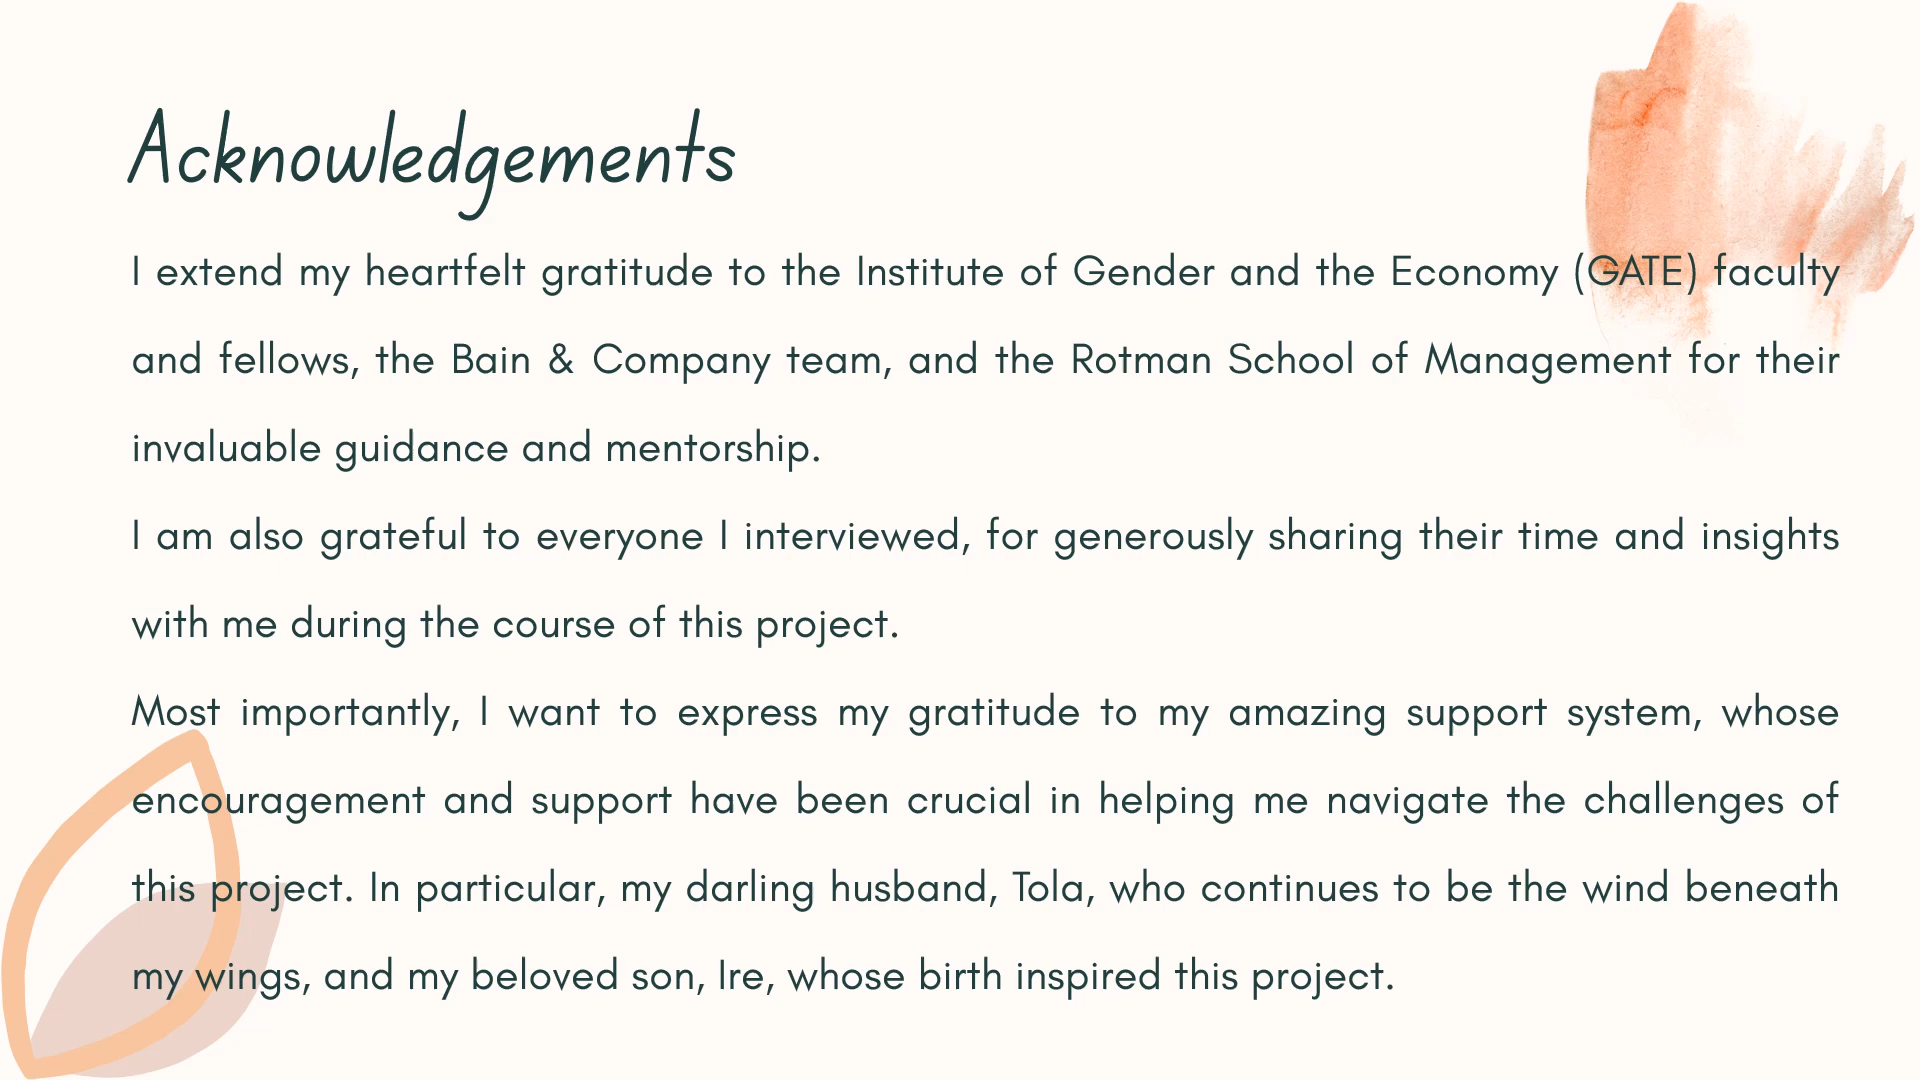 Acknowledgements
I extend my heartfelt gratitude to the Institute of Gender and the Economy (GATE) faculty
and fellows, the Bain & Company team, and the Rotman School of Management for their
invaluable guidance and mentorship.
I am also grateful to everyone I interviewed, for generously sharing their time and insights
with me during the course of this project.
Most importantly, I want to express my gratitude to my amazing support system, whose
encouragement and support have been crucial in helping me navigate the challenges of
this project. In particular, my darling husband, Tola, who continues to be the wind beneath
my wings, and my beloved son, Ire, whose birth inspired this project.